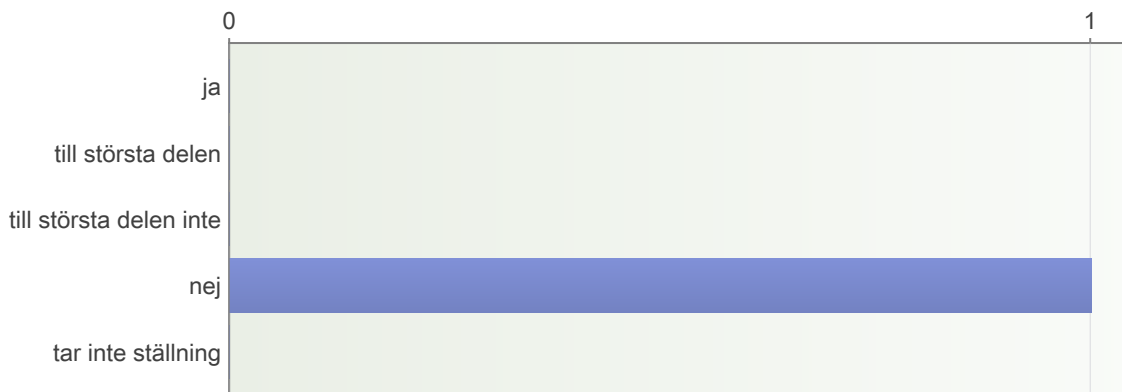 0 1
ja
till största delen
till största delen inte
nej
tar inte ställning